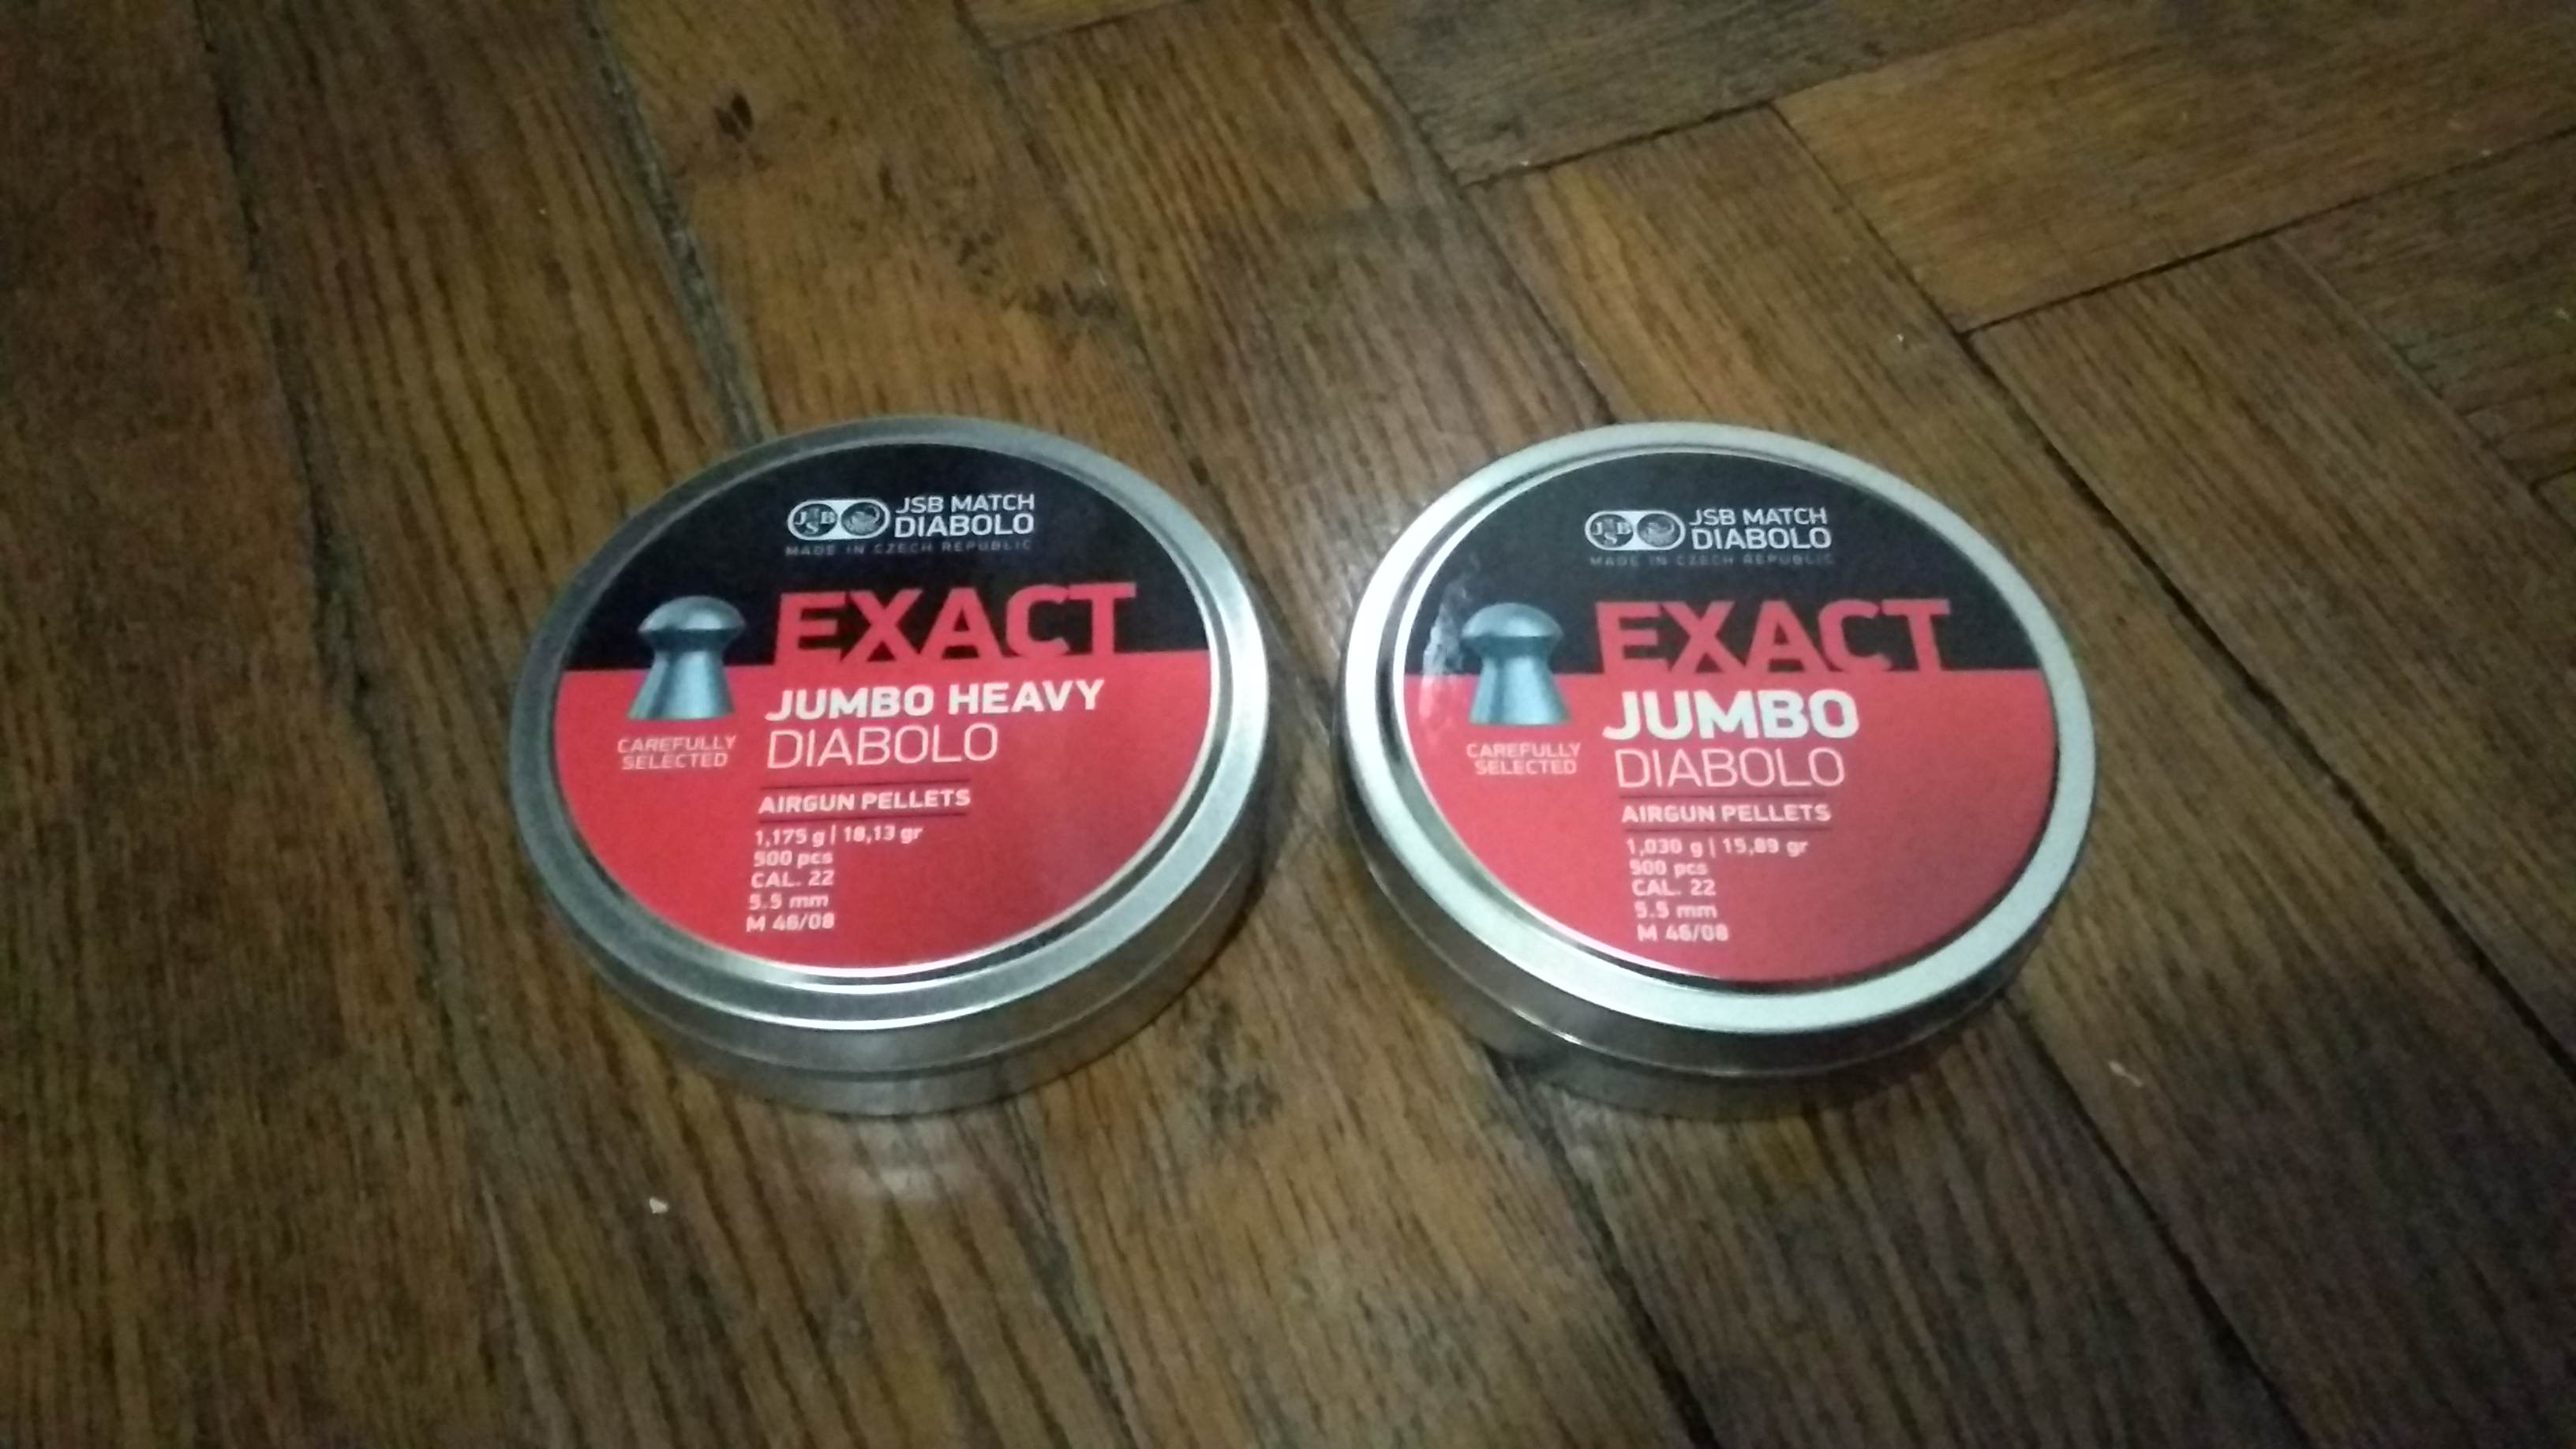 JSB
JSB MATCH
DIABOLO
MADE IN CZECH REPUBLIC
EXACT
JUMBO HEAVY
DIABOLO
CAREFULLY
SELECTED
AIRGUN PELLETS
1,175 g | 18,13 gr
500 pcs
CAL. 22
5.5 mm
M 46/08
JSB
JSB MATCH
DIABOLO
MADE IN CZECH REPUBLIC
EXACT
JUMBO
DIABOLO
CAREFULLY
SELECTED
AIRGUN PELLETS
1,030 g | 15,89 gr
500 pcs
CAL. 22
5.5 mm
M 46/08